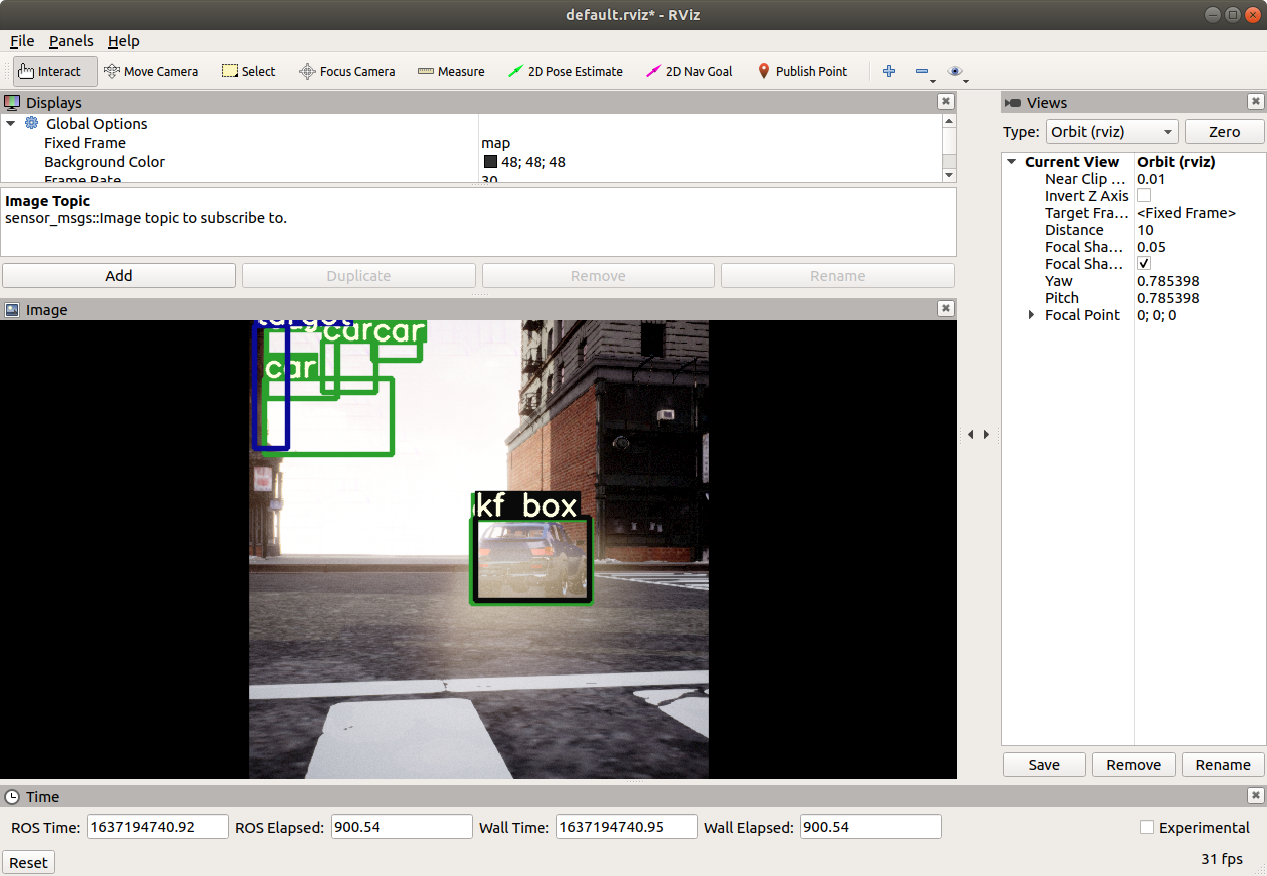 default.rviz* - RViz
File Panels Help
Interact Move Camera Select Focus Camera Measure 2D Pose Estimate 2D Nav Goal Publish Point
Displays
Global Options
Fixed Frame map
Background Color 48; 48; 48
Frame Rate 30
Image Topic
sensor_msgs::Image topic to subscribe to.
Add Duplicate Remove Rename
Image
target
car car
car
kf box
Views
Type: Orbit (rviz) Zero
Current View Orbit (rviz)
Near Clip ... 0.01
Invert Z Axis
Target Fra... <Fixed Frame>
Distance 10
Focal Sha... 0.05
Focal Sha...
Yaw 0.785398
Pitch 0.785398
Focal Point 0; 0; 0
Save Remove Rename
Time
ROS Time: 1637194740.92 ROS Elapsed: 900.54 Wall Time: 1637194740.95 Wall Elapsed: 900.54 Experimental
Reset 31 fps